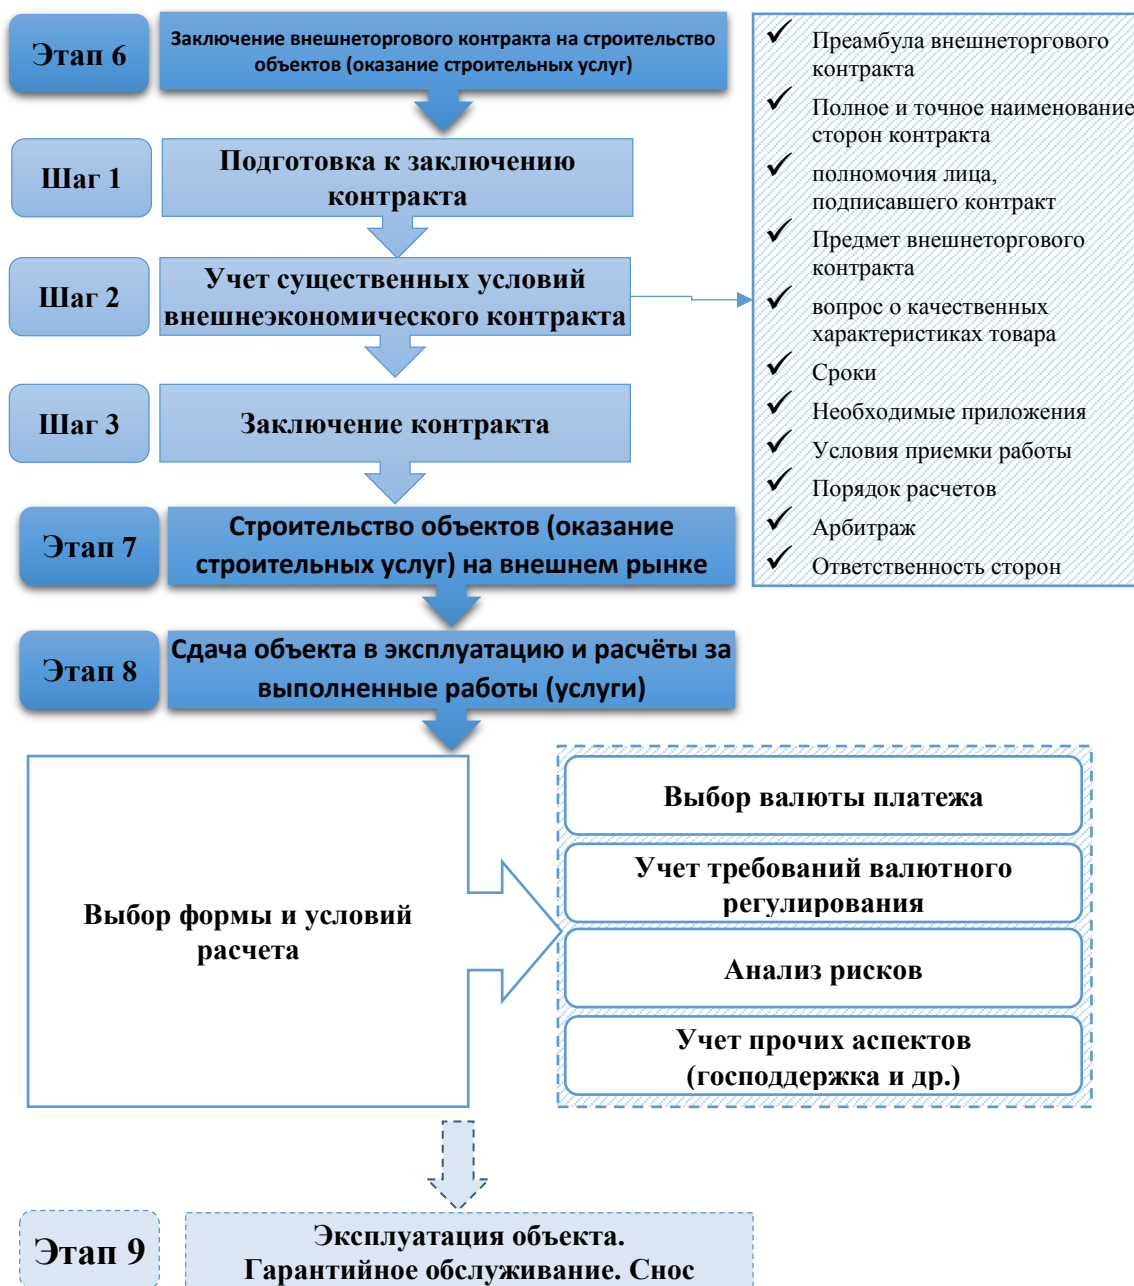 Этап 6
Заключение внешнеторгового контракта на строительство
объектов (оказание строительных услуг)
Шаг 1
Подготовка к заключению
контракта
Шаг 2
Учет существенных условий
внешнеэкономического контракта
Шаг 3
Заключение контракта
Преамбула внешнеторгового
контракта
Полное и точное наименование
сторон контракта
полномочия лица,
подписавшего контракт
Предмет внешнеторгового
контракта
вопрос о качественных
характеристиках товара
Сроки
Необходимые приложения
Условия приемки работы
Порядок расчетов
Арбитраж
Ответственность сторон
Этап 7
Строительство объектов (оказание
строительных услуг) на внешнем рынке
Этап 8
Сдача объекта в эксплуатацию и расчёты за
выполненные работы (услуги)
Выбор формы и условий
расчета
Выбор валюты платежа
Учет требований валютного
регулирования
Анализ рисков
Учет прочих аспектов
(господдержка и др.)
Этап 9
Эксплуатация объекта.
Гарантийное обслуживание. Снос